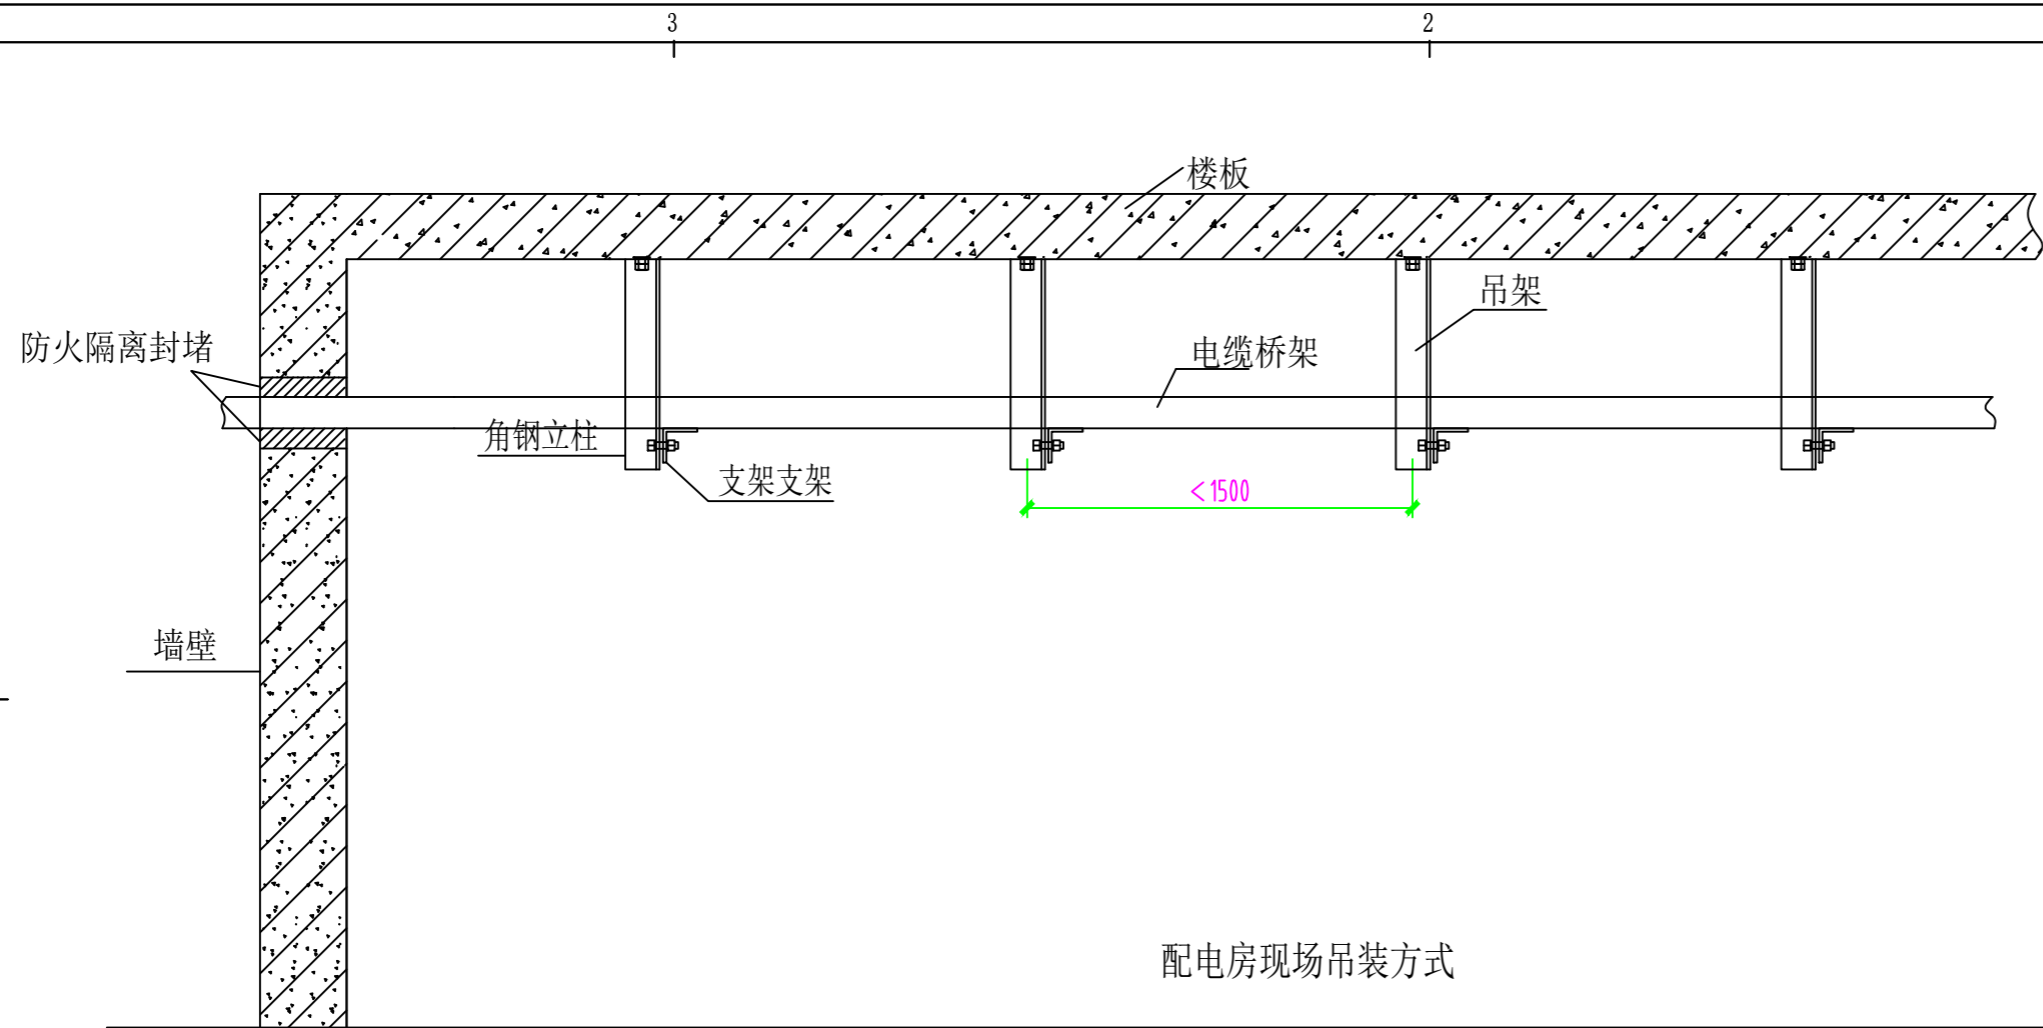 3
2
楼板
吊架
防火隔离封堵
电缆桥架
角钢立柱
支架支架
<1500
墙壁
配电房现场吊装方式